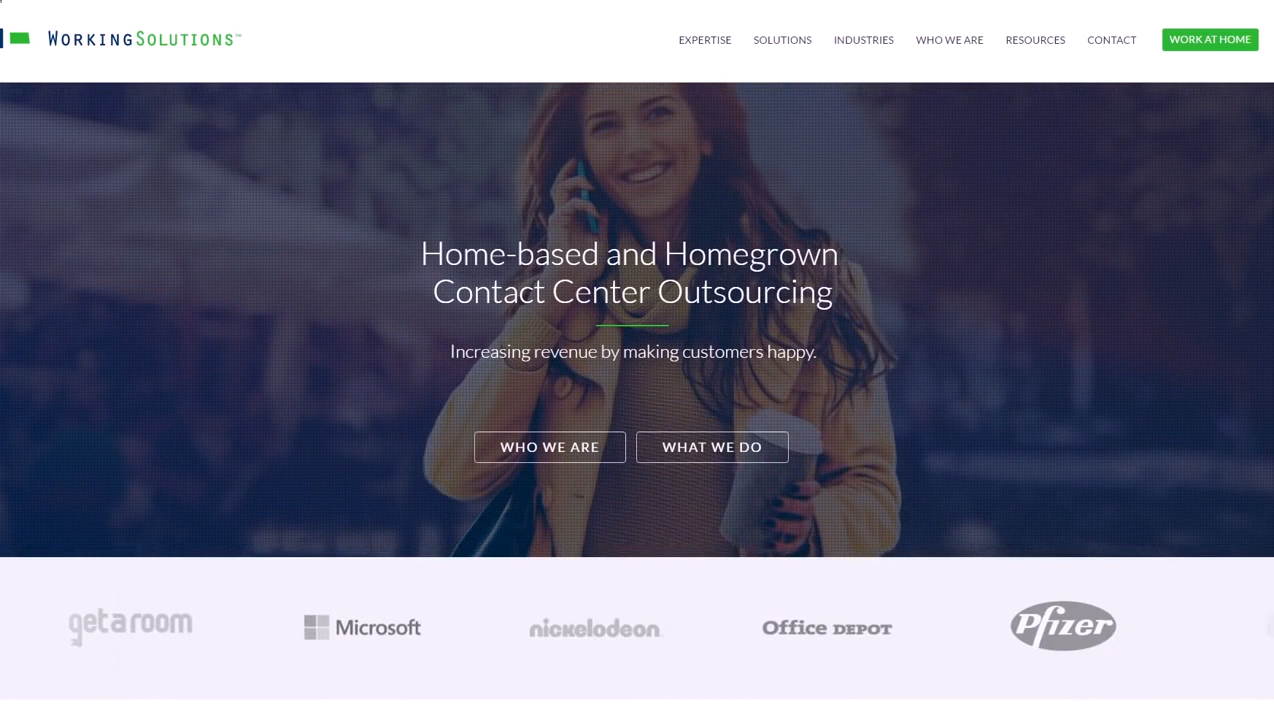 WORKINGSOLUTIONS™
EXPERTISE
SOLUTIONS
INDUSTRIES
WHO WE ARE
RESOURCES
CONTACT
WORK AT HOME
Home-based and Homegrown
Contact Center Outsourcing
Increasing revenue by making customers happy.
WHO WE ARE
WHAT WE DO
getaroom
Microsoft
nickelodeon
Office DEPOT
Pfizer